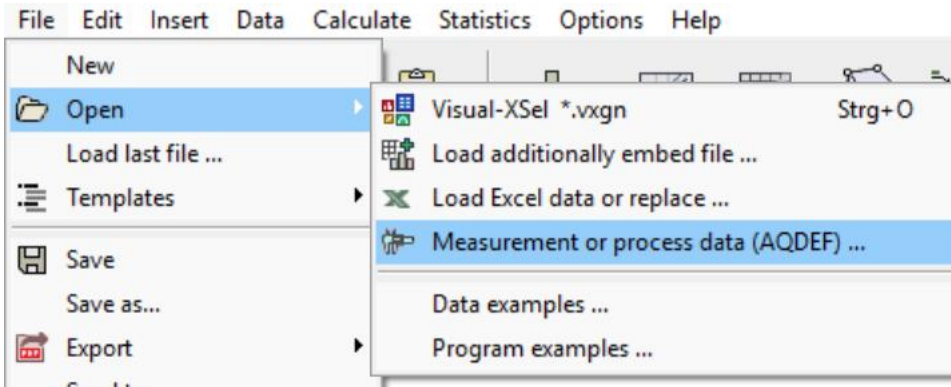 File Edit Insert Data Calculate Statistics Options Help
New
Open
Load last file ...
Templates
Save
Save as...
Export
Visual-XSel *.vxgn Strg+O
Load additionally embed file ...
Load Excel data or replace ...
Measurement or process data (AQDEF) ...
Data examples ...
Program examples ...